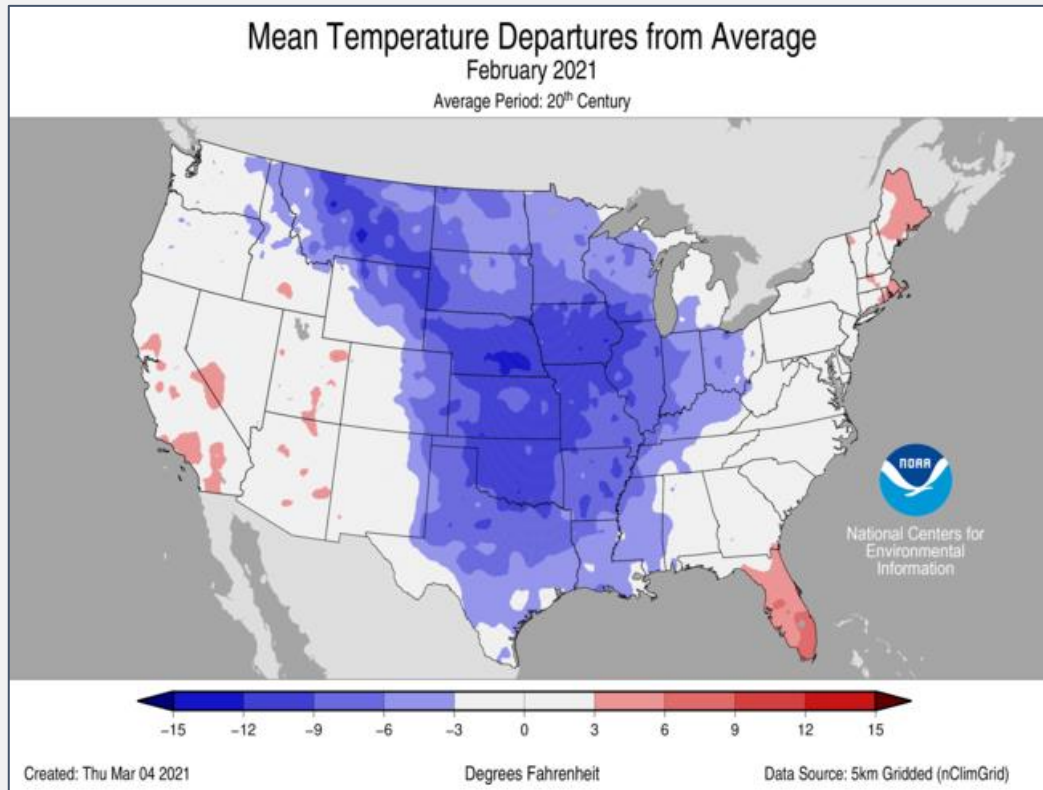 Mean Temperature Departures from Average
February 2021
Average Period: 20th Century
NOAA
National Centers for
Environmental
Information
-15 -12 -9 -6 -3 0 3 6 9 12 15
Created: Thu Mar 04 2021 Degrees Fahrenheit Data Source: 5km Gridded (nClimGrid)